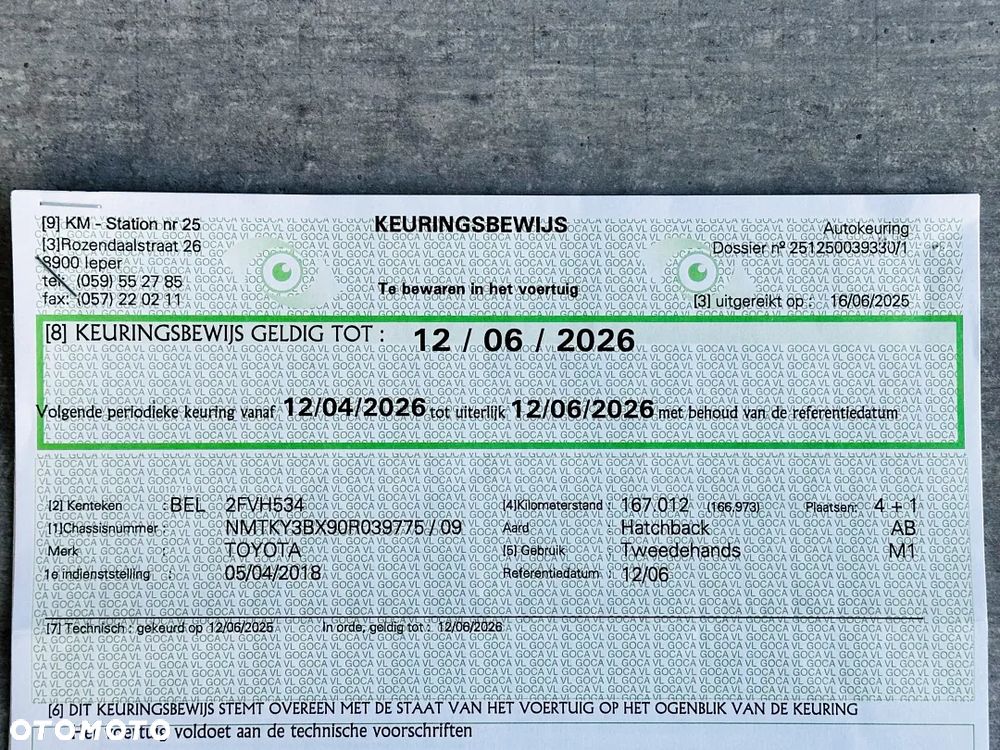 [9] KM - Station nr 25
KEURINGSBEWIJS
Autokeuring
[3]Rozendaalstraat 26
Dossier nº 251250039330/1
8900 Ieper
tel: (059) 55 27 85
Te bewaren in het voertuig
fax: (057) 22 02 11
[3] uitgereikt op : 16/06/2025
[8] KEURINGSBEWIJS GELDIG TOT : 12 / 06 / 2026
Volgende periodieke keuring vanaf 12/04/2026 tot uiterlijk 12/06/2026 met behoud van de referentiedatum
[2] Kenteken : BEL 2FVH534 [4]Kilometerstand : 167.012 (166,973) Plaatsen: 4 + 1
[1]Chassisnummer : NMTKY3BX90R039775 / 09 Aard : Hatchback AB
Merk : TOYOTA [5] Gebruik : Tweedehands M1
1e indienststelling : 05/04/2018 Referentiedatum : 12/06
[7] Technisch : gekeurd op 12/06/2025 In orde, geldig tot : 12/06/2026
[6] DIT KEURINGSBEWIJS STEMT OVEREEN MET DE STAAT VAN HET VOERTUIG OP HET OGENBLIK VAN DE KEURING
Het voertuig voldoet aan de technische voorschriften
OTOMOTO